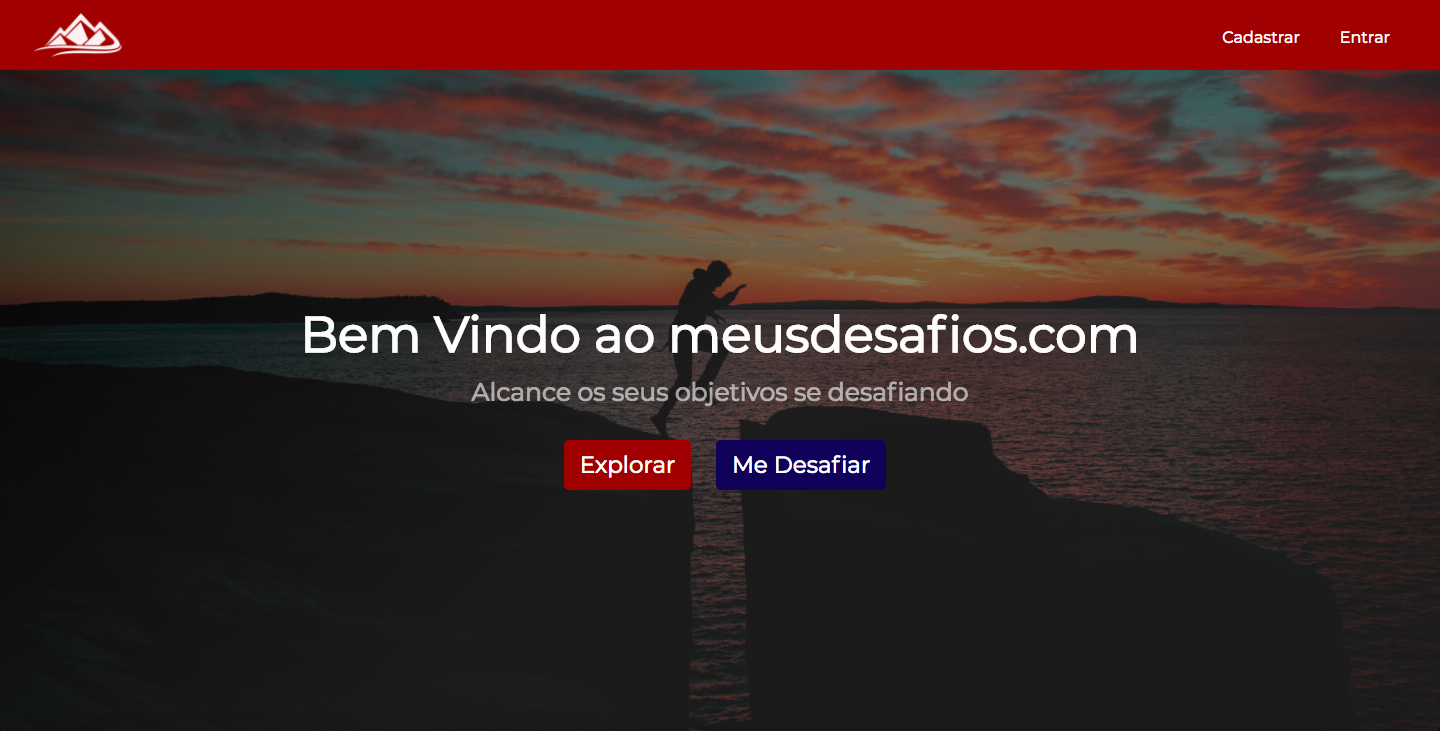 Cadastrar Entrar
Bem Vindo ao meusdesafios.com
Alcance os seus objetivos se desafiando
Explorar Me Desafiar